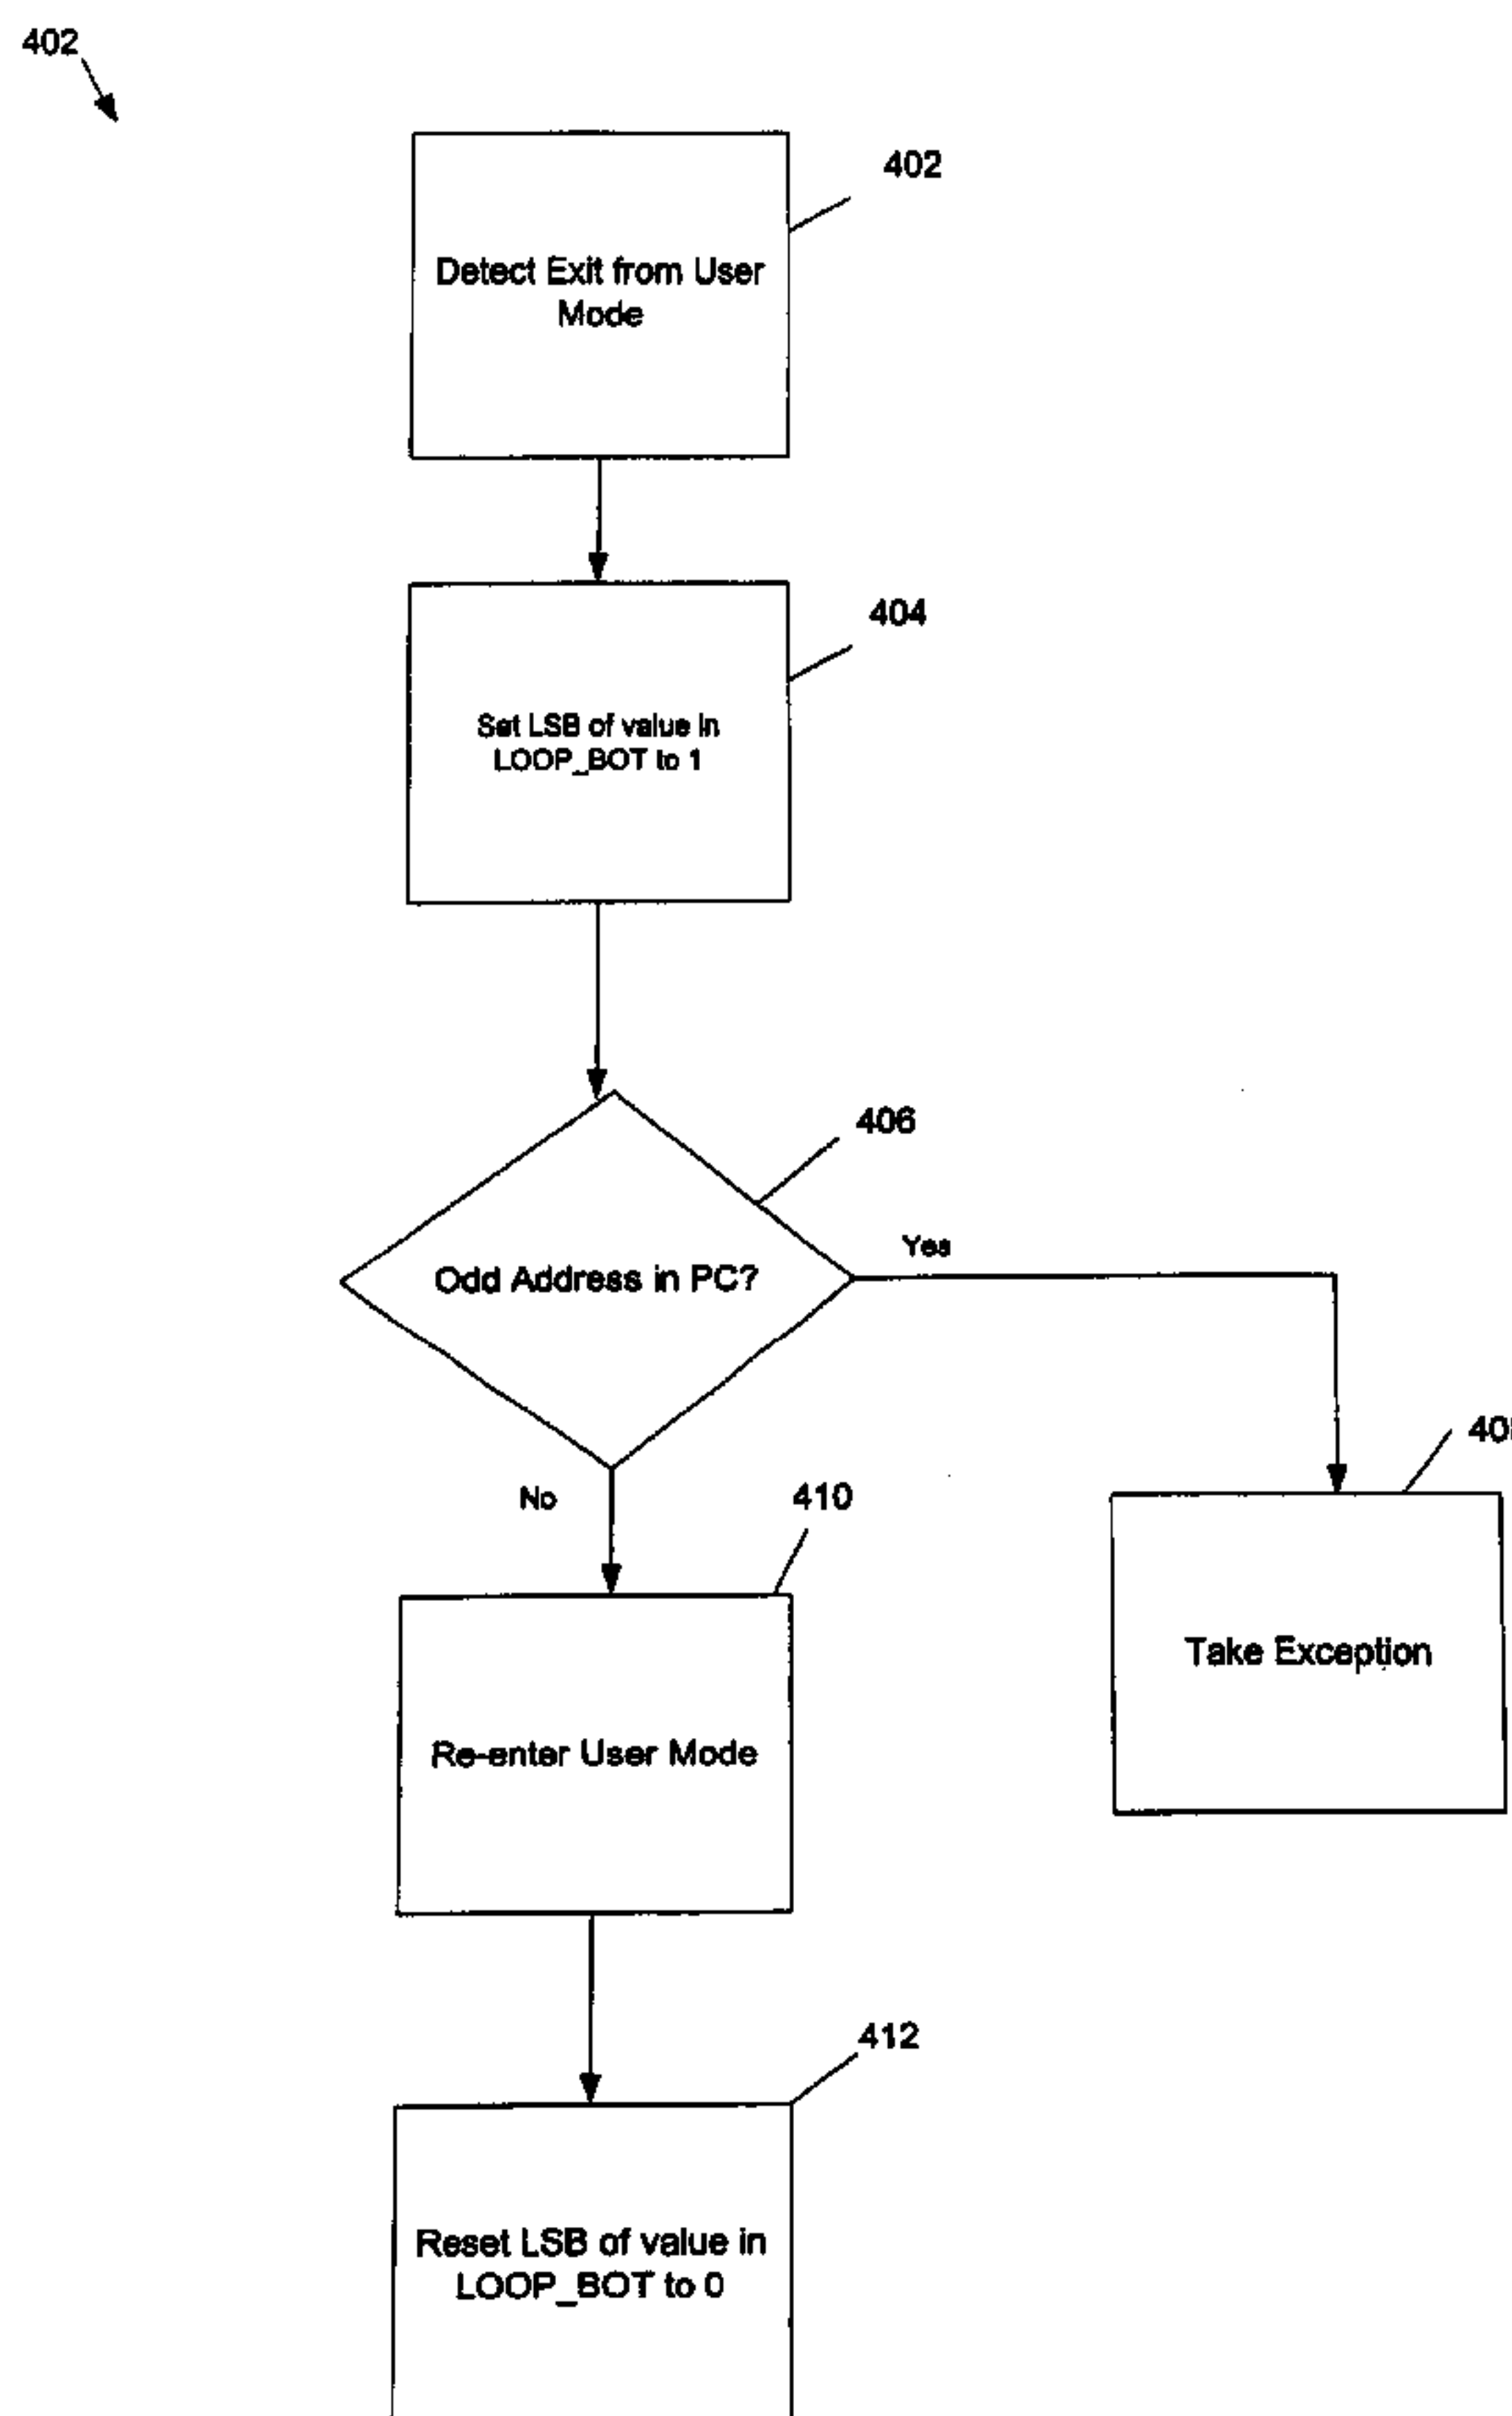 402
402
Detect Exit from User
Mode
404
Set LSB of value in
LOOP_BOT to 1
406
Odd Address in PC?
Yes
No
410
Take Exception
Re-enter User Mode
412
Reset LSB of value in
LOOP_BOT to 0